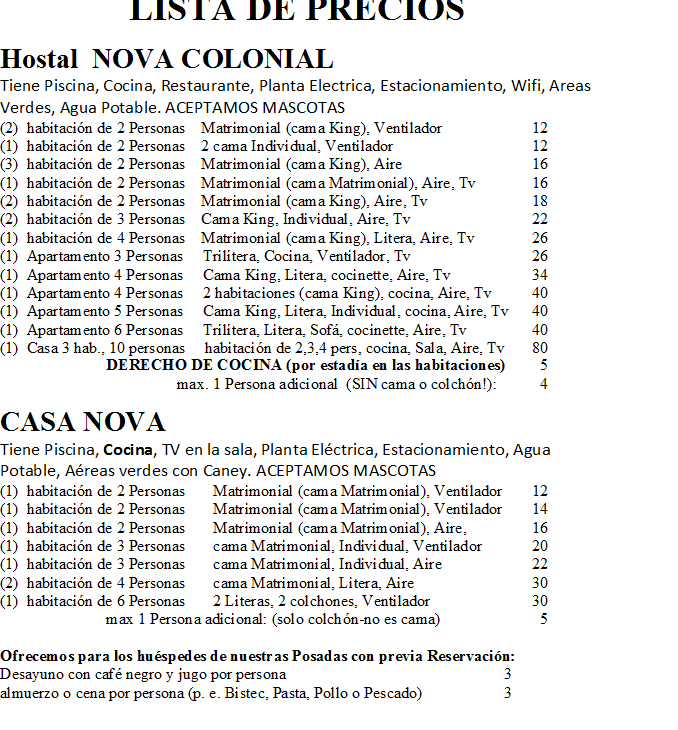 LISTA DE PRECIOS
Hostal NOVA COLONIAL
Tiene Piscina, Cocina, Restaurante, Planta Electrica, Estacionamiento, Wifi, Areas
Verdes, Agua Potable. ACEPTAMOS MASCOTAS
(2) habitación de 2 Personas Matrimonial (cama King), Ventilador 12
(1) habitación de 2 Personas 2 cama Individual, Ventilador 12
(3) habitación de 2 Personas Matrimonial (cama King), Aire 16
(1) habitación de 2 Personas Matrimonial (cama Matrimonial), Aire, Tv 16
(2) habitación de 2 Personas Matrimonial (cama King), Aire, Tv 18
(2) habitación de 3 Personas Cama King, Individual, Aire, Tv 22
(1) habitación de 4 Personas Matrimonial (cama King), Litera, Aire, Tv 26
(1) Apartamento 3 Personas Trilitera, Cocina, Ventilador, Tv 26
(1) Apartamento 4 Personas Cama King, Litera, cocinette, Aire, Tv 34
(1) Apartamento 4 Personas 2 habitaciones (cama King), cocina, Aire, Tv 40
(1) Apartamento 5 Personas Cama King, Litera, Individual, cocina, Aire, Tv 40
(1) Apartamento 6 Personas Trilitera, Litera, Sofá, cocinette, Aire, Tv 40
(1) Casa 3 hab., 10 personas habitación de 2,3,4 pers, cocina, Sala, Aire, Tv 80
DERECHO DE COCINA (por estadía en las habitaciones) 5
max. 1 Persona adicional (SIN cama o colchón!): 4
CASA NOVA
Tiene Piscina, Cocina, TV en la sala, Planta Eléctrica, Estacionamiento, Agua
Potable, Aéreas verdes con Caney. ACEPTAMOS MASCOTAS
(1) habitación de 2 Personas Matrimonial (cama Matrimonial), Ventilador 12
(1) habitación de 2 Personas Matrimonial (cama Matrimonial), Ventilador 14
(1) habitación de 2 Personas Matrimonial (cama Matrimonial), Aire, 16
(1) habitación de 3 Personas cama Matrimonial, Individual, Ventilador 20
(1) habitación de 3 Personas cama Matrimonial, Individual, Aire 22
(2) habitación de 4 Personas cama Matrimonial, Litera, Aire 30
(1) habitación de 6 Personas 2 Literas, 2 colchones, Ventilador 30
max 1 Persona adicional: (solo colchón-no es cama) 5
Ofrecemos para los huéspedes de nuestras Posadas con previa Reservación:
Desayuno con café negro y jugo por persona 3
almuerzo o cena por persona (p. e. Bistec, Pasta, Pollo o Pescado) 3